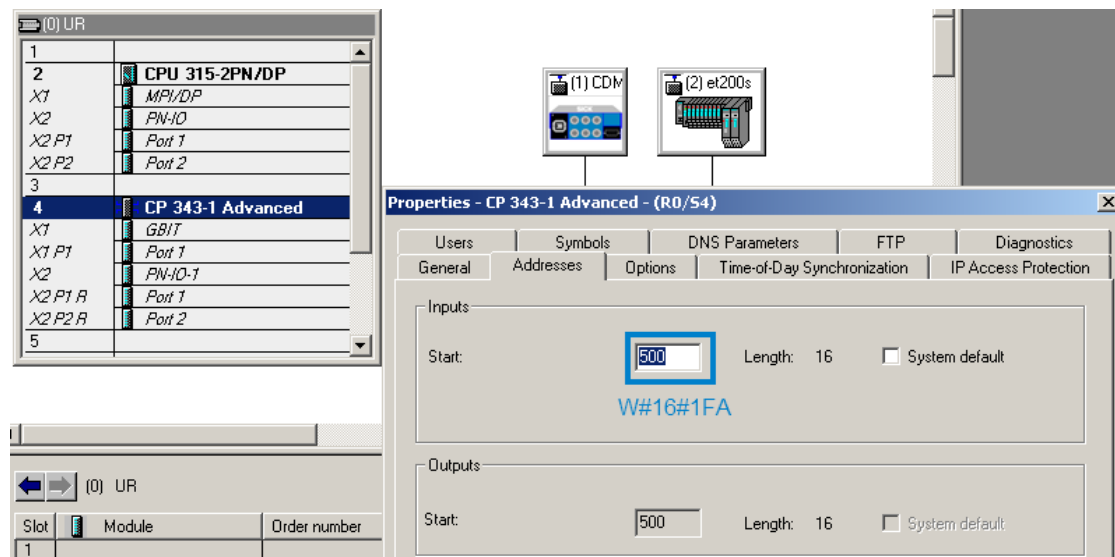 (0) UR
1
2 CPU 315-2PN/DP
X1 MPI/DP
X2 PN-IO
X2 P1 Port 1
X2 P2 Port 2
3
4 CP 343-1 Advanced
X1 GBIT
X1 P1 Port 1
X2 PN-IO-1
X2 P1 R Port 1
X2 P2 R Port 2
5
(1) CDM
SICK
(2) et200s
Properties - CP 343-1 Advanced - (R0/S4)
Users Symbols DNS Parameters FTP Diagnostics
General Addresses Options Time-of-Day Synchronization IP Access Protection
Inputs
Start: 500 Length: 16 System default
W#16#1FA
Outputs
Start: 500 Length: 16 System default
(0) UR
Slot Module Order number
1